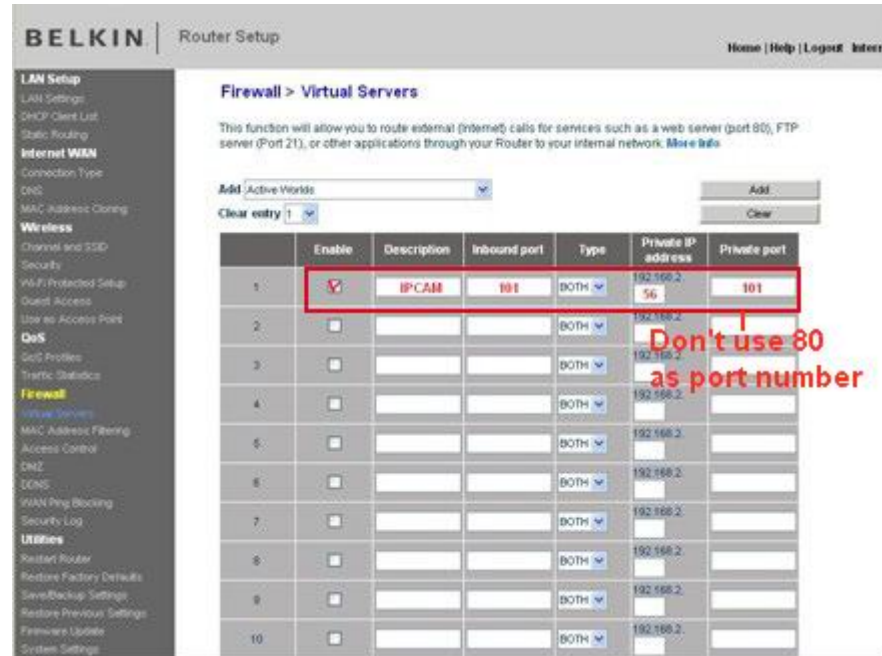 BELKIN | Router Setup
Home | Help | Logout Intern
LAN Setup
LAN Settings
DHCP Client List
Static Routing
Internet WAN
Connection Type
DNS
MAC Address Cloning
Wireless
Channel and SSID
Security
Wi-Fi Protected Setup
Guest Access
Use as Access Point
QoS
QoS Profiles
Traffic Statistics
Firewall
Virtual Servers
MAC Address Filtering
Access Control
DMZ
DDNS
WAN Ping Blocking
Security Log
Utilities
Restart Router
Restore Factory Defaults
Save/Backup Settings
Restore Previous Settings
Firmware Update
System Settings
Firewall > Virtual Servers
This function will allow you to route external (Internet) calls for services such as a web server (port 80), FTP
server (Port 21), or other applications through your Router to your internal network. More Info
Add Active Worlds Add
Clear entry 1 Clear
Enable Description Inbound port Type Private IP address Private port
1 IPCAM 101 BOTH 192.168.2. 56 101
2 BOTH 192.168.2.
3 BOTH 192.168.2.
4 BOTH 192.168.2.
5 BOTH 192.168.2.
6 BOTH 192.168.2.
7 BOTH 192.168.2.
8 BOTH 192.168.2.
9 BOTH 192.168.2.
10 BOTH 192.168.2.
Don't use 80
as port number